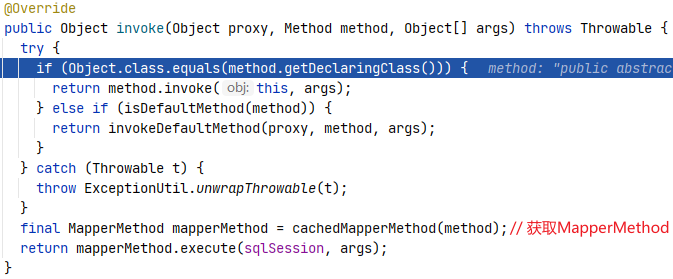 @Override
public Object invoke(Object proxy, Method method, Object[] args) throws Throwable {
  try {
    if (Object.class.equals(method.getDeclaringClass())) {  method: "public abstrac
      return method.invoke( obj: this, args);
    } else if (isDefaultMethod(method)) {
      return invokeDefaultMethod(proxy, method, args);
    }
  } catch (Throwable t) {
    throw ExceptionUtil.unwrapThrowable(t);
  }
  final MapperMethod mapperMethod = cachedMapperMethod(method); // 获取MapperMethod
  return mapperMethod.execute(sqlSession, args);
}